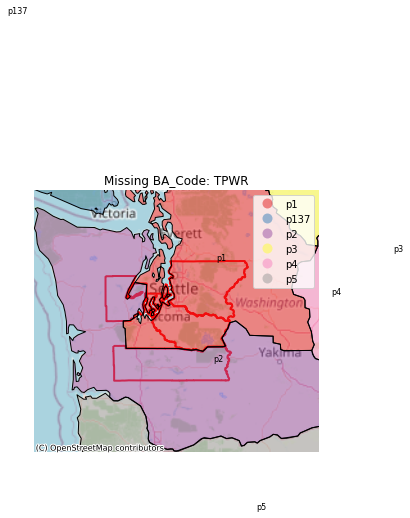 p137
Missing BA_Code: TPWR
p1
p137
p2
p3
p4
p5
Victoria
Everett
p1
p3
Seattle
p4
Washington
Tacoma
Yakima
p2
(C) OpenStreetMap contributors
p5